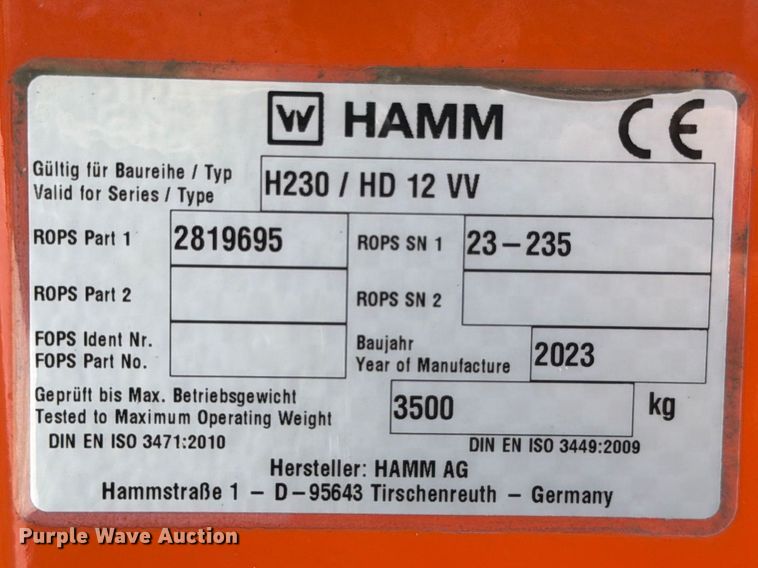 W HAMM CE
Gültig für Baureihe / Typ
Valid for Series / Type
H230 / HD 12 VV
ROPS Part 1 2819695 ROPS SN 1 23-235
ROPS Part 2 ROPS SN 2
FOPS Ident Nr.
FOPS Part No.
Baujahr
Year of Manufacture
2023
Geprüft bis Max. Betriebsgewicht
Tested to Maximum Operating Weight
3500 kg
DIN EN ISO 3471:2010 DIN EN ISO 3449:2009
Hersteller: HAMM AG
Hammstraße 1 - D-95643 Tirschenreuth - Germany
Purple Wave Auction